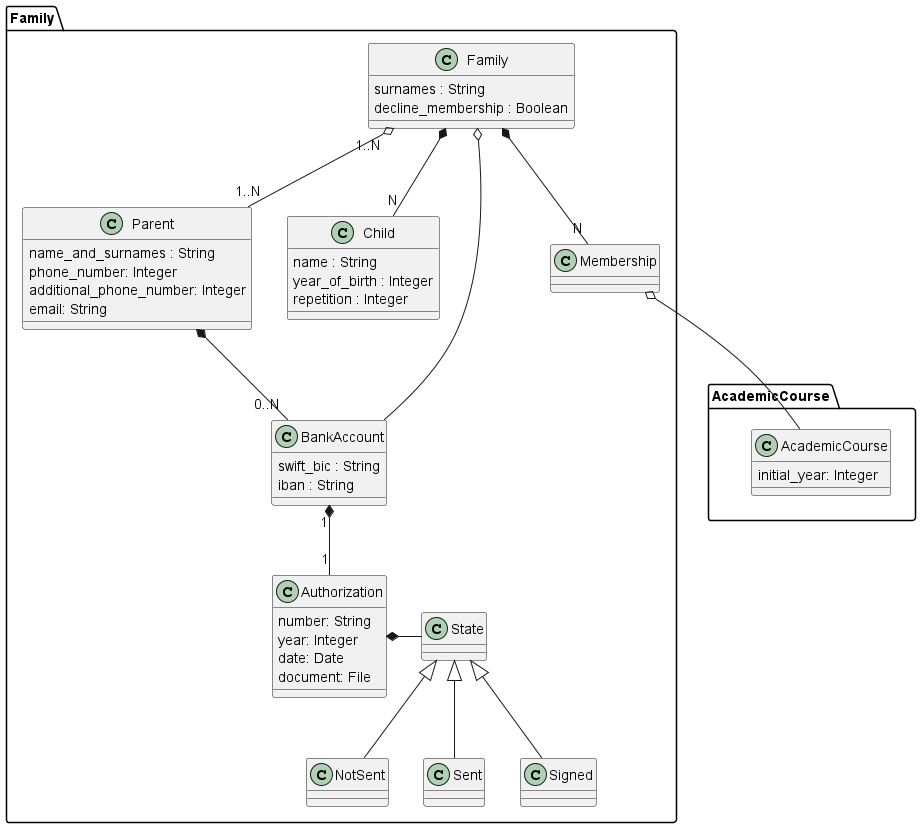 Family
C Family
surnames : String
decline_membership : Boolean
1..N
1..N
N
N
C Parent
name_and_surnames : String
phone_number: Integer
additional_phone_number: Integer
email: String
C Child
name : String
year_of_birth : Integer
repetition : Integer
C Membership
AcademicCourse
0..N
C BankAccount
swift_bic : String
iban : String
C AcademicCourse
initial_year: Integer
1
1
C Authorization
number: String
year: Integer
date: Date
document: File
C State
C NotSent
C Sent
C Signed